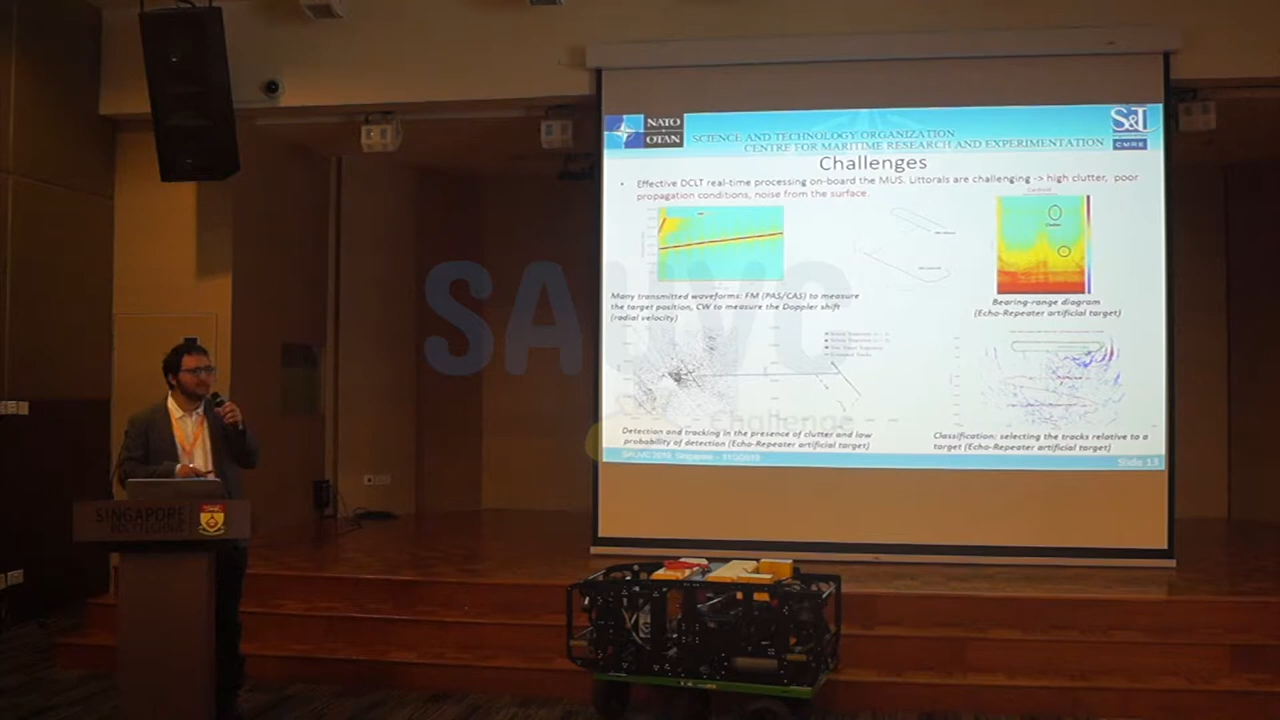 NATO
OTAN
SCIENCE AND TECHNOLOGY ORGANIZATION
CENTRE FOR MARITIME RESEARCH AND EXPERIMENTATION
CMRE
Challenges
• Effective DCLT real-time processing on-board the MUS. Littorals are challenging -> high clutter, poor
propagation conditions, noise from the surface.
Clutter
Many transmitted waveforms: FM (PAS/CAS) to measure
the target position, CW to measure the Doppler shift
(radial velocity)
Bearing-range diagram
(Echo-Repeater artificial target)
SAUVC
Challenge
Detection and tracking in the presence of clutter and low
probability of detection (Echo-Repeater artificial target)
Classification: selecting the tracks relative to a
target (Echo-Repeater artificial target)
Slide 13
SINGAPORE
POLYTECHNIC